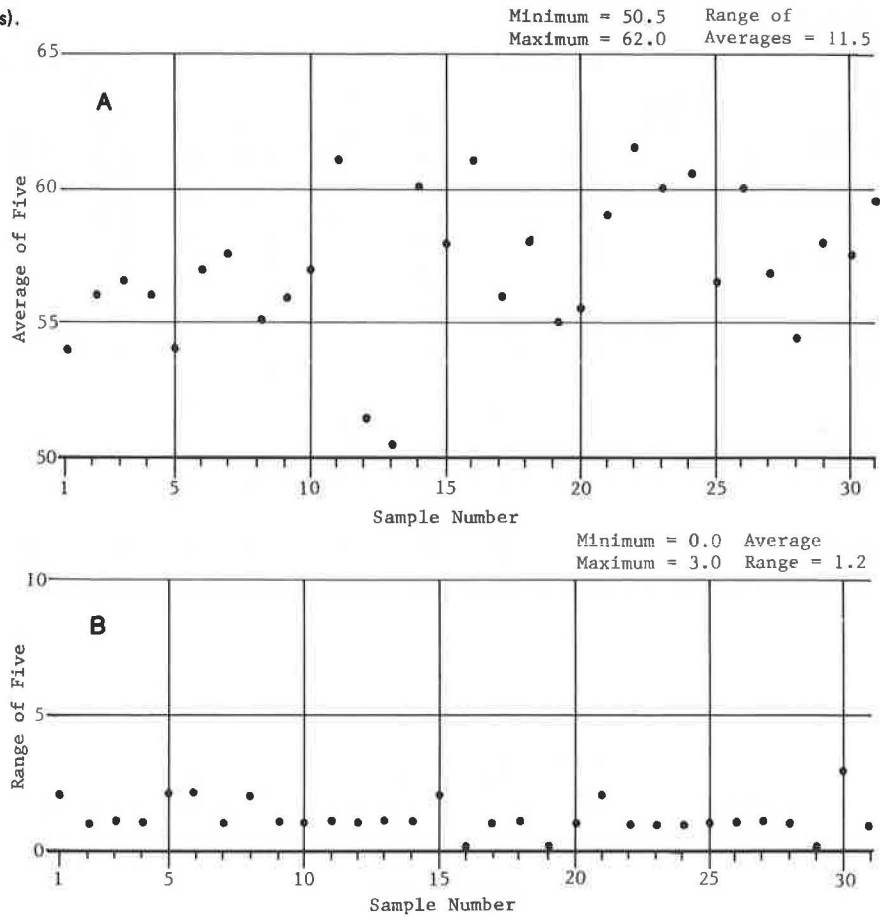 s).
Minimum = 50.5 Range of
Maximum = 62.0 Averages = 11.5
65
A
60
55
50
Average of Five
1 5 10 15 20 25 30
Sample Number
Minimum = 0.0 Average
Maximum = 3.0 Range = 1.2
10
B
5
0
Range of Five
1 5 10 15 20 25 30
Sample Number